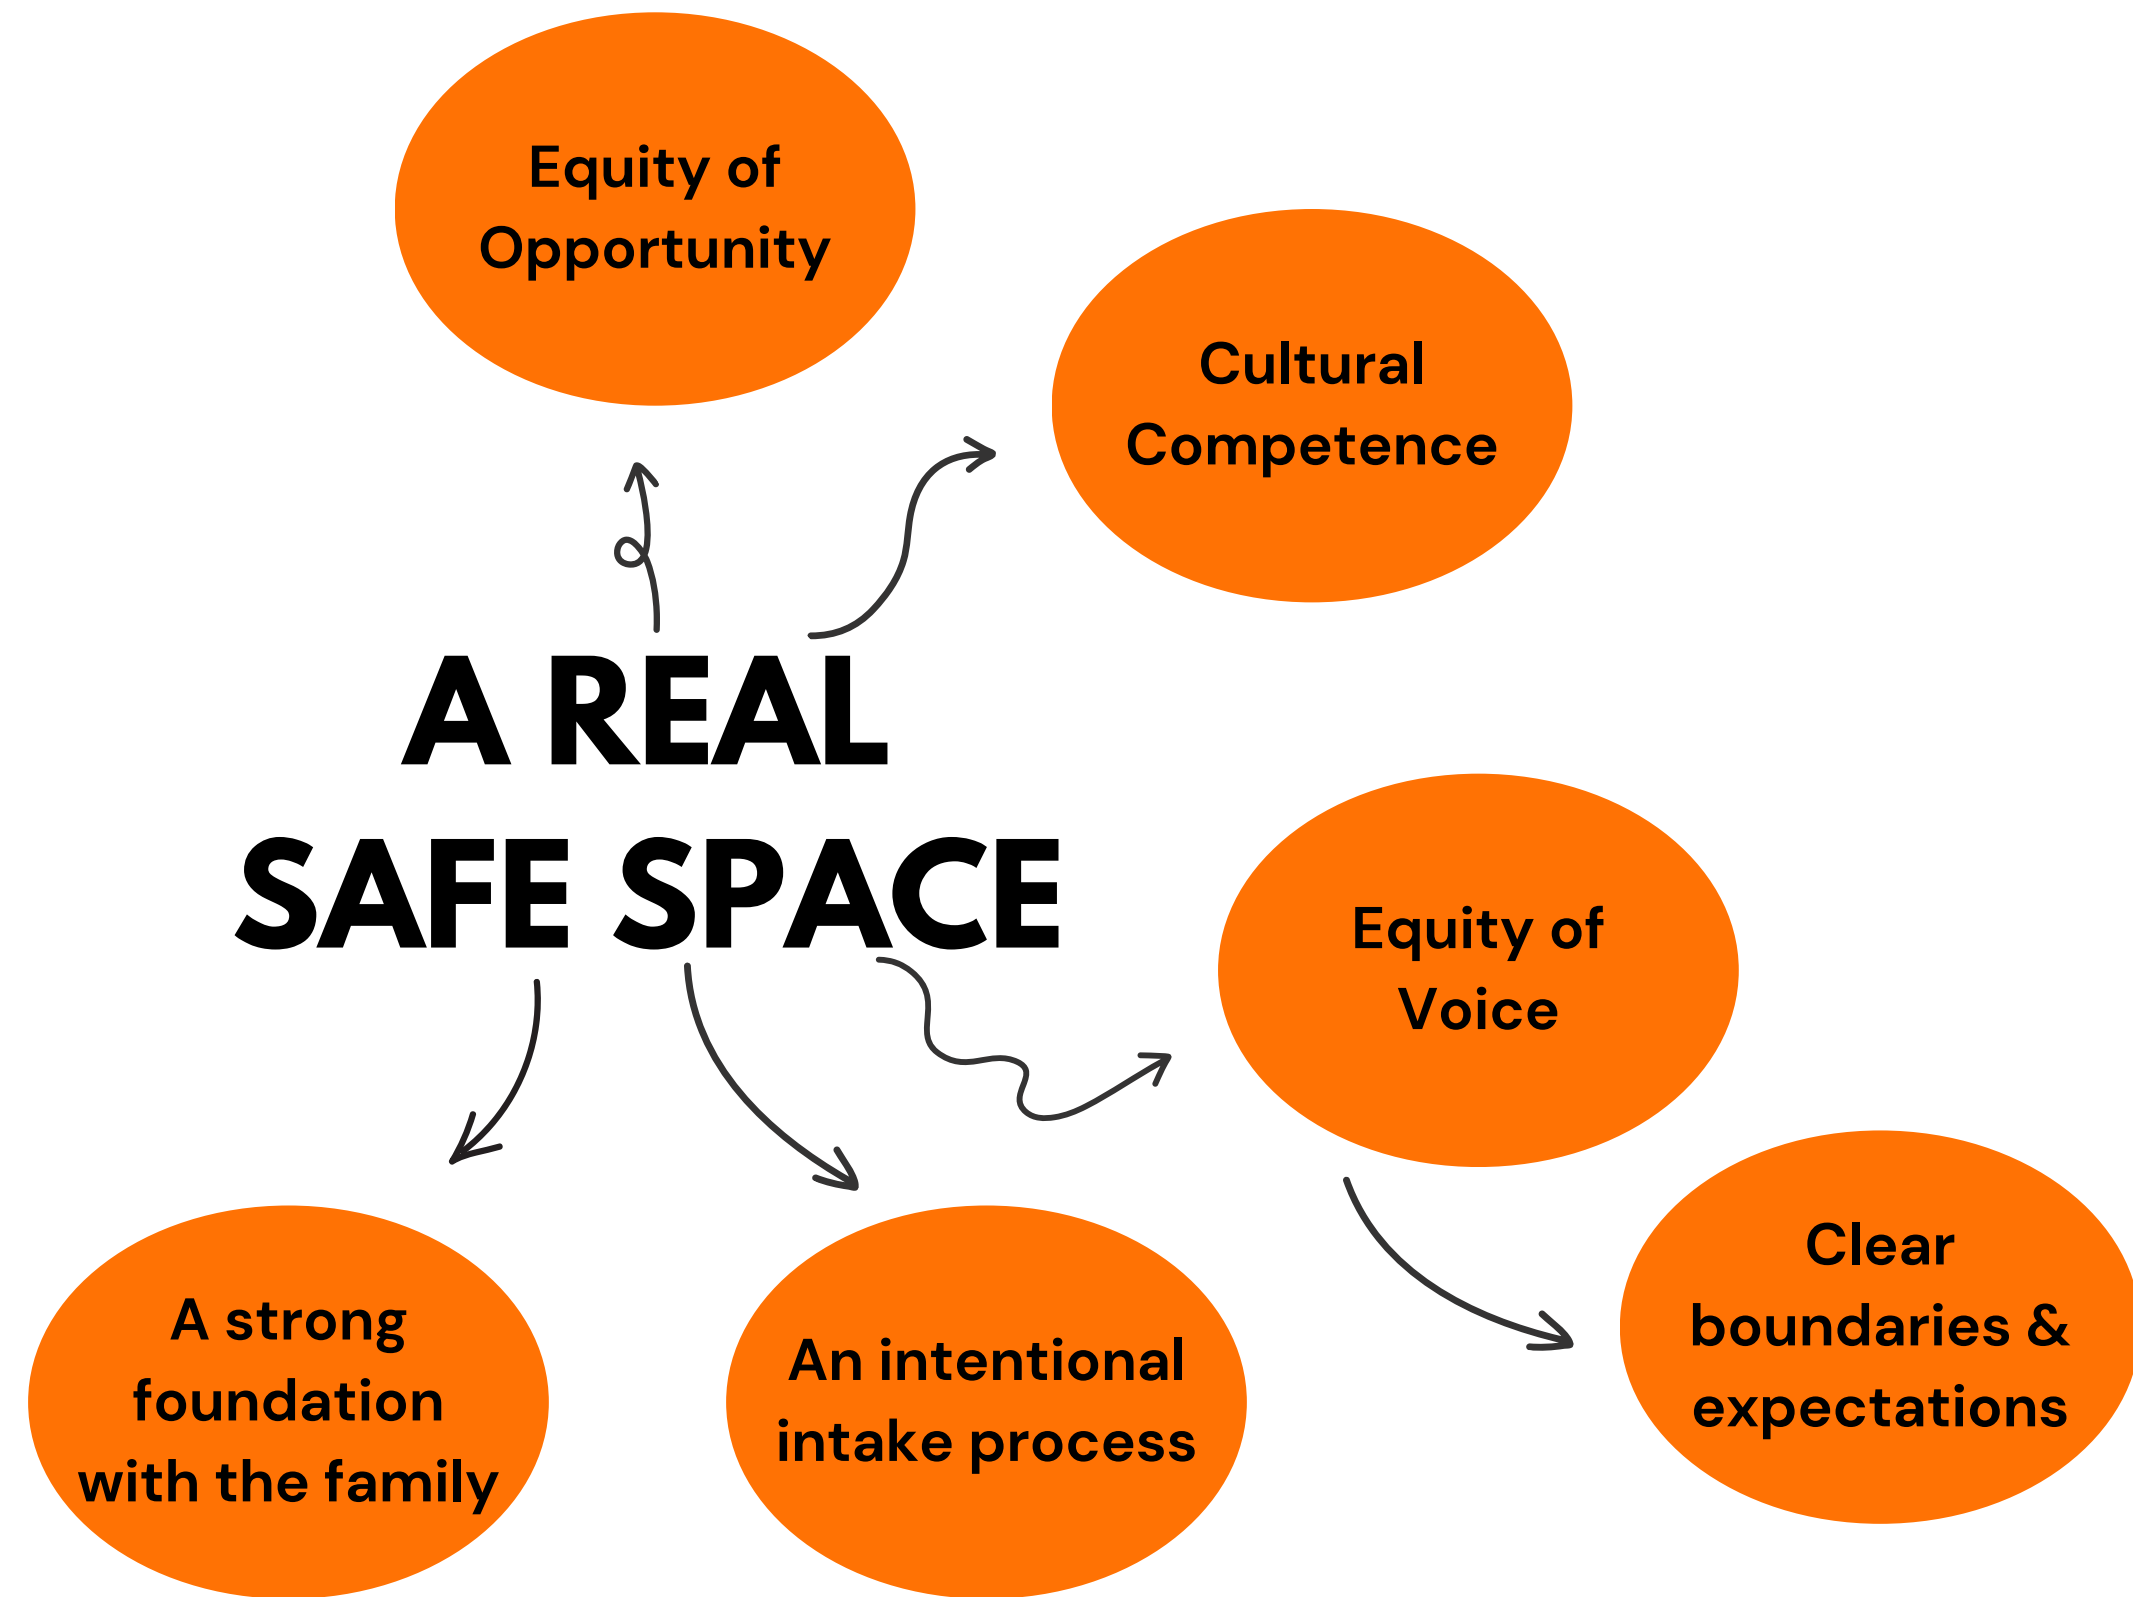 Equity of
Opportunity
Cultural
Competence
A REAL
SAFE SPACE
Equity of
Voice
Clear
boundaries &
expectations
A strong
foundation
with the family
An intentional
intake process